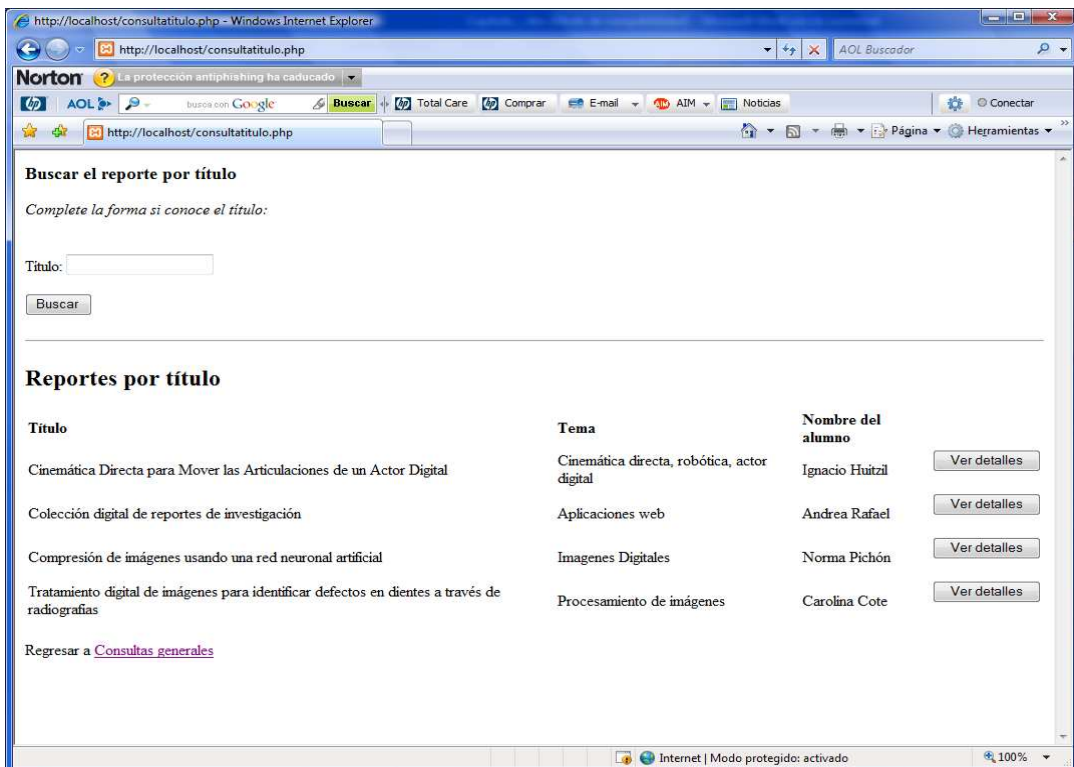 http://localhost/consultatitulo.php - Windows Internet Explorer
http://localhost/consultatitulo.php
AOL Buscador
Norton
La protección antiphishing ha caducado
hp AOL busca con Google Buscar Total Care Comprar E-mail AIM Noticias Conectar
http://localhost/consultatitulo.php
Página Herramientas
Buscar el reporte por título
Complete la forma si conoce el título:
Titulo:
Buscar
Reportes por título
Título Tema Nombre del
alumno
Cinemática Directa para Mover las Articulaciones de un Actor Digital Cinemática directa, robótica, actor
digital Ignacio Huitzil Ver detalles
Colección digital de reportes de investigación Aplicaciones web Andrea Rafael Ver detalles
Compresión de imágenes usando una red neuronal artificial Imagenes Digitales Norma Pichón Ver detalles
Tratamiento digital de imágenes para identificar defectos en dientes a través de
radiografias Procesamiento de imágenes Carolina Cote Ver detalles
Regresar a Consultas generales
Internet | Modo protegido: activado 100%